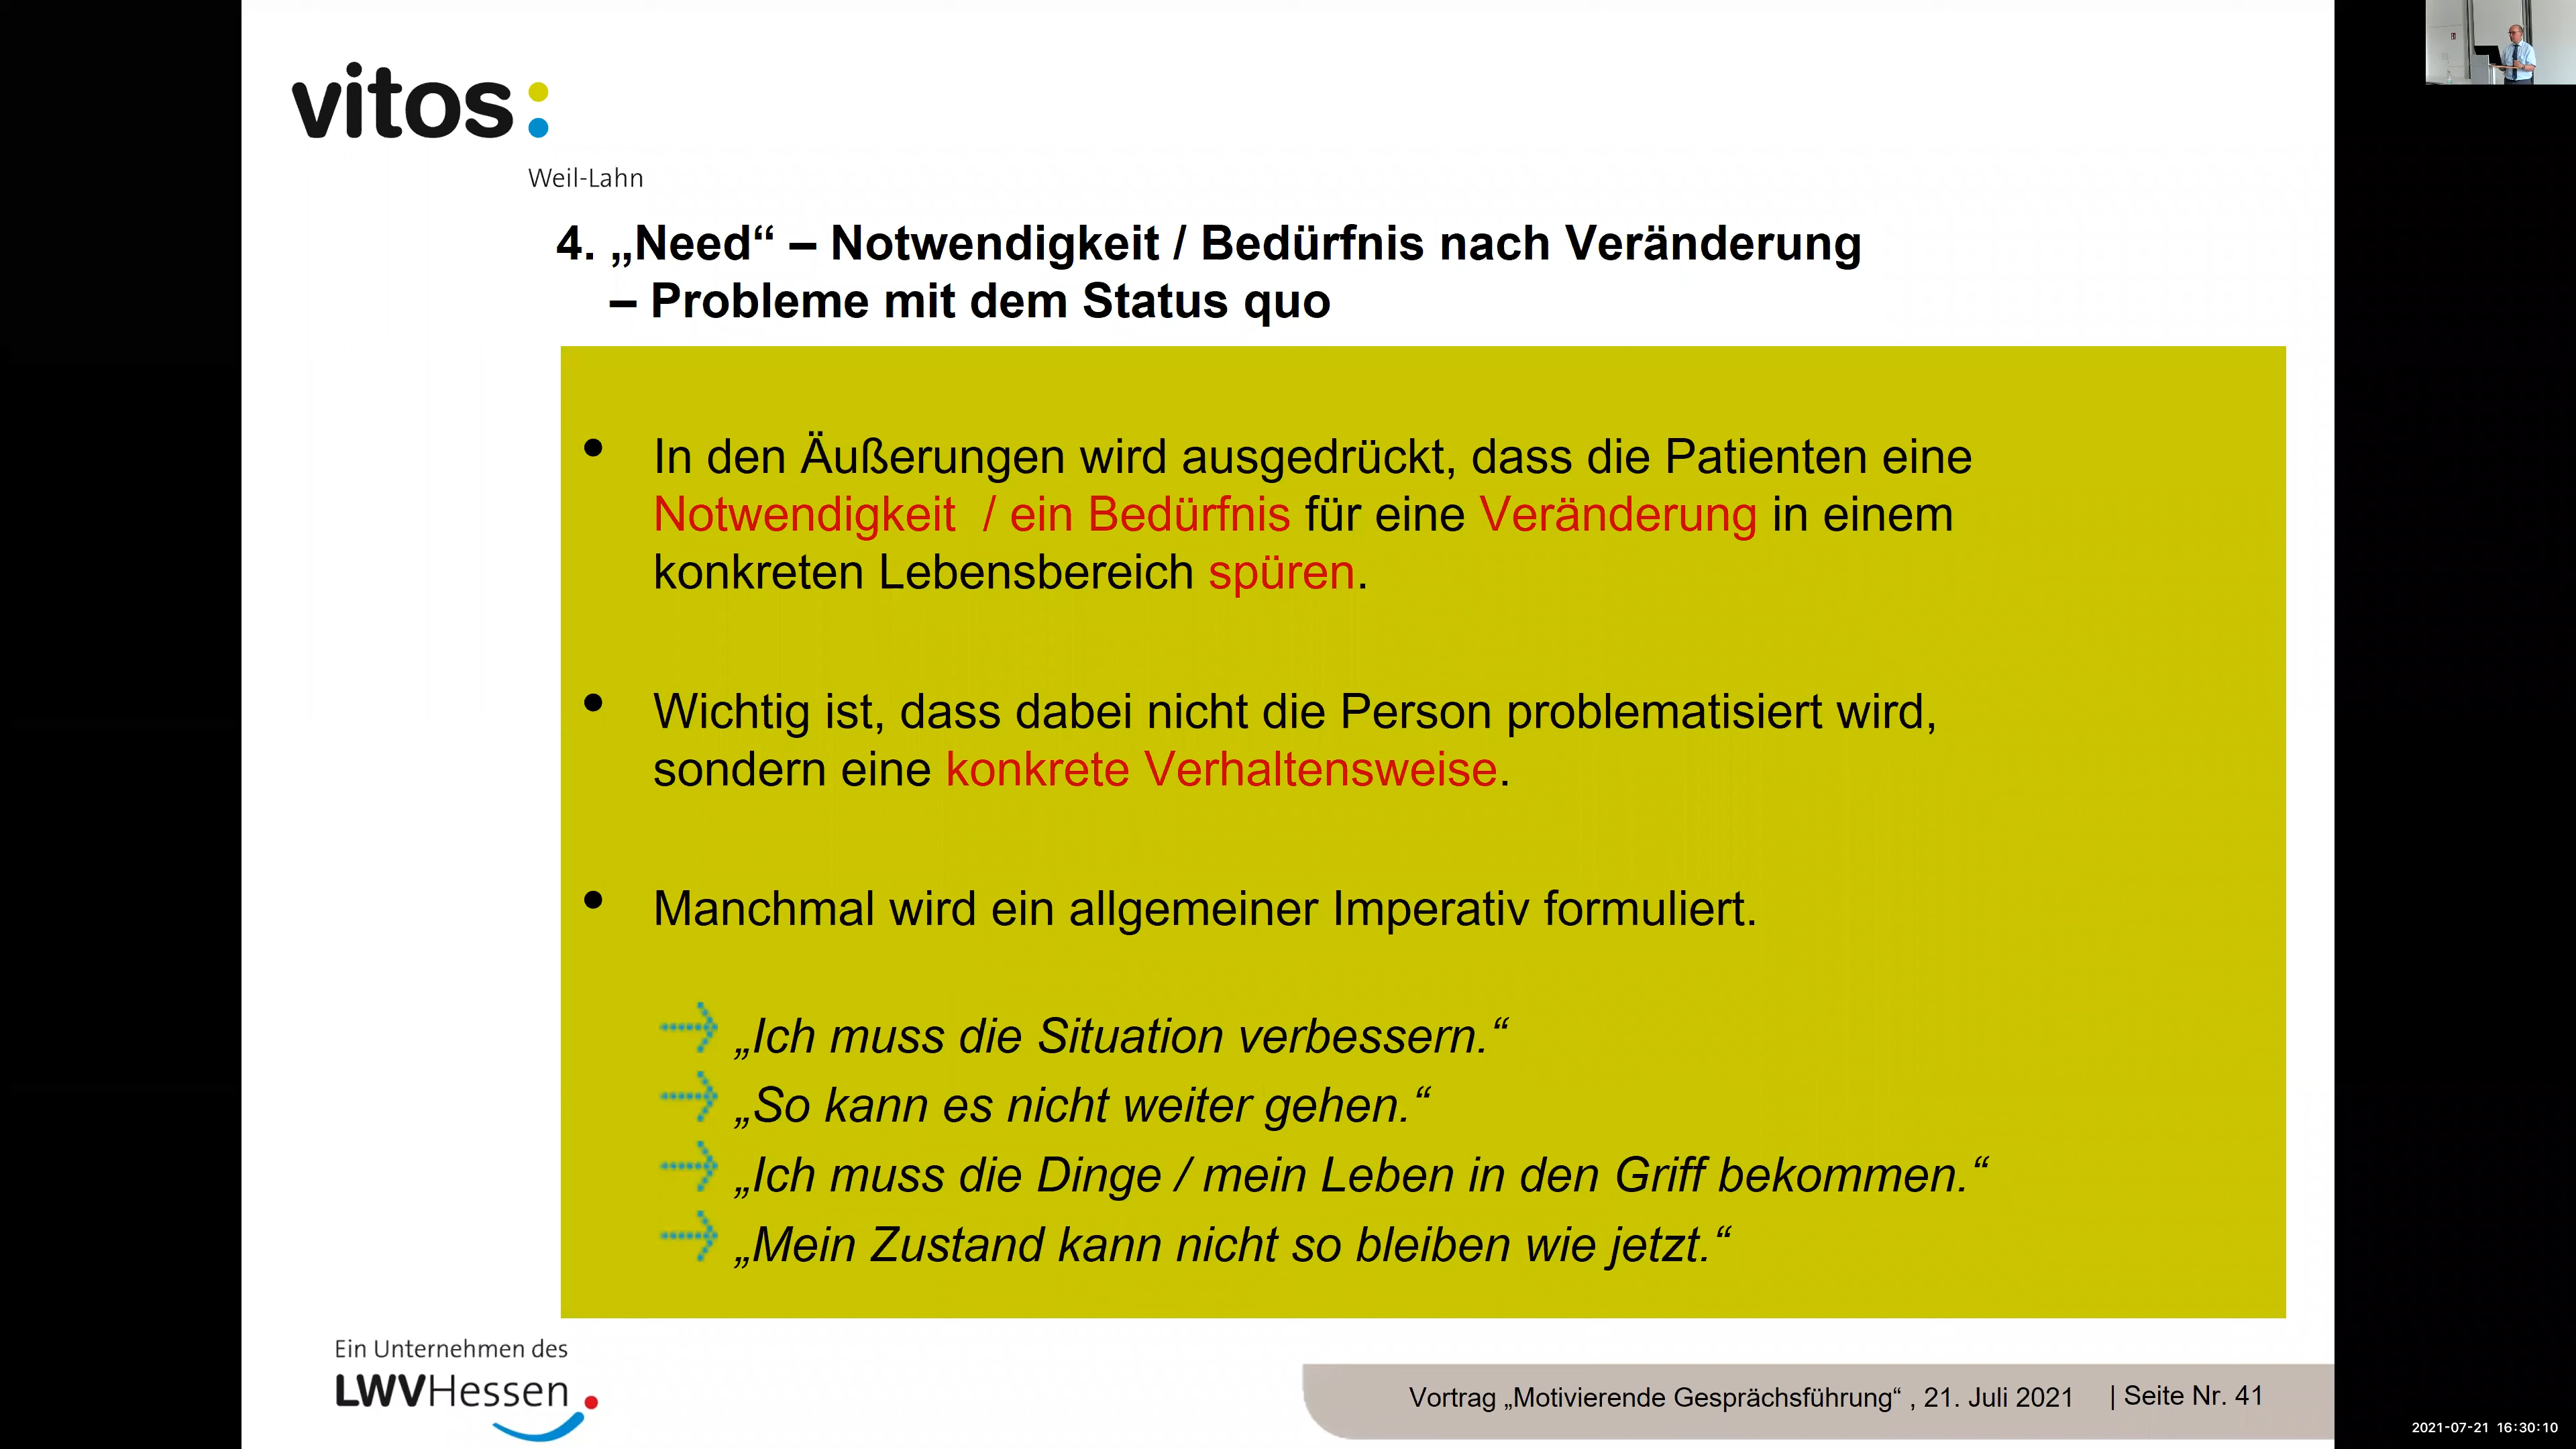 vitos:
Weil-Lahn
4. „Need“ – Notwendigkeit / Bedürfnis nach Veränderung
– Probleme mit dem Status quo
• In den Äußerungen wird ausgedrückt, dass die Patienten eine
Notwendigkeit / ein Bedürfnis für eine Veränderung in einem
konkreten Lebensbereich spüren.
• Wichtig ist, dass dabei nicht die Person problematisiert wird,
sondern eine konkrete Verhaltensweise.
• Manchmal wird ein allgemeiner Imperativ formuliert.
„Ich muss die Situation verbessern.“
„So kann es nicht weiter gehen.“
„Ich muss die Dinge / mein Leben in den Griff bekommen.“
„Mein Zustand kann nicht so bleiben wie jetzt.“
Ein Unternehmen des
LWVHessen
Vortrag „Motivierende Gesprächsführung“ , 21. Juli 2021 | Seite Nr. 41
2021-07-21 16:30:10